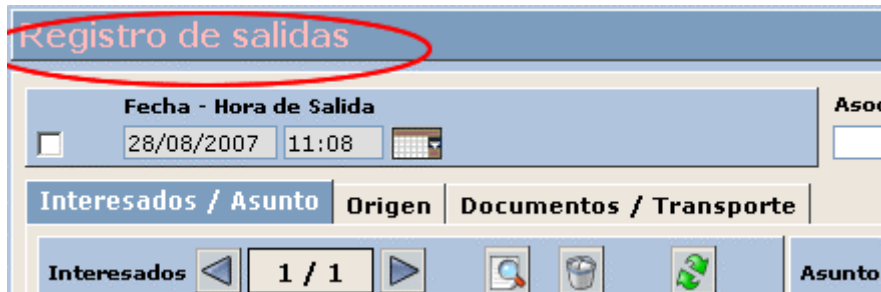 Registro de salidas
Fecha - Hora de Salida
28/08/2007 11:08
Interesados / Asunto Origen Documentos / Transporte
Interesados 1 / 1 Asunto